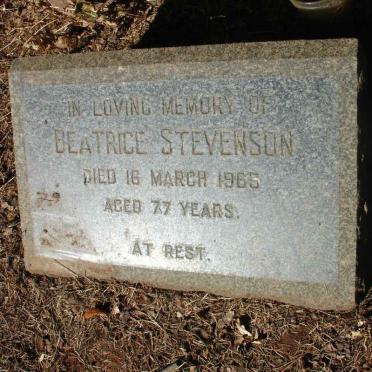 IN LOVING MEMORY OF
BEATRICE STEVENSON
DIED 16 MARCH 1965
AGED 77 YEARS.
AT REST.